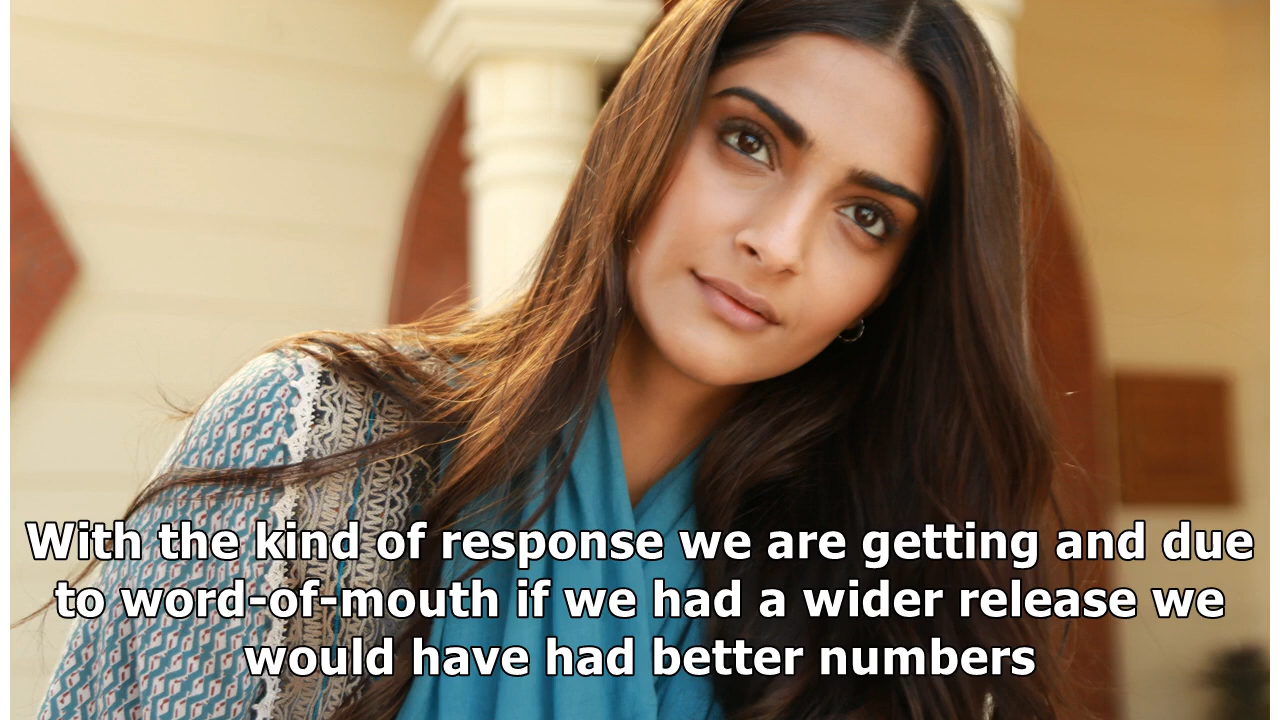 With the kind of response we are getting and due
to word-of-mouth if we had a wider release we
would have had better numbers